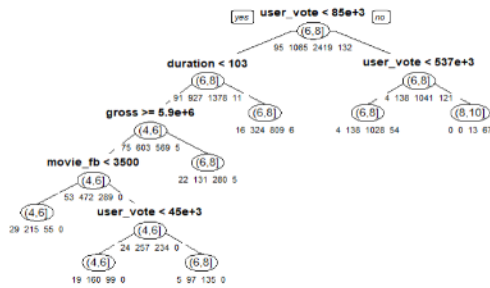 yes user_vote < 85e+3 no
(6,8]
95 1065 2419 132
duration < 103
user_vote < 537e+3
(6,8]
(6,8]
91 927 1378 11
4 138 1041 121
gross >= 5.9e+6
(4,6]
(6,8]
(6,8]
(8,10]
75 603 569 5
16 324 809 6
4 138 1028 54
0 0 13 67
movie_fb < 3500
(4,6]
(6,8]
53 472 289 0
22 131 280 5
user_vote < 45e+3
(4,6]
(4,6]
29 215 55 0
24 257 234 0
(4,6]
(6,8]
19 160 99 0
5 97 135 0